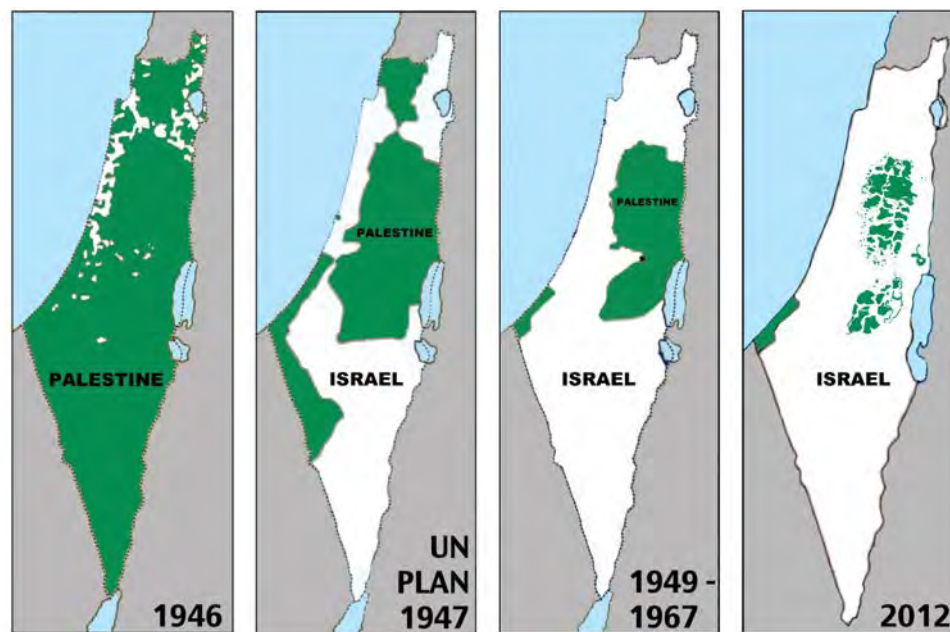 PALESTINE
1946
PALESTINE
ISRAEL
UN
PLAN
1947
PALESTINE
ISRAEL
1949 -
1967
ISRAEL
2012